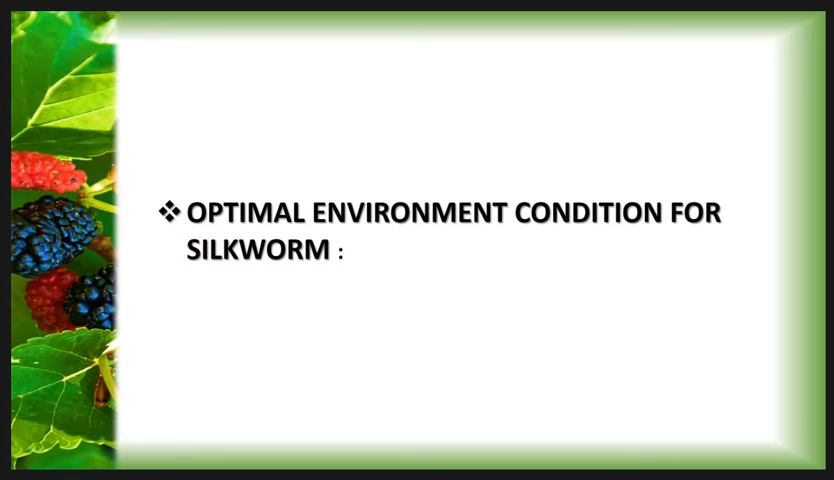 ❖ OPTIMAL ENVIRONMENT CONDITION FOR
SILKWORM :